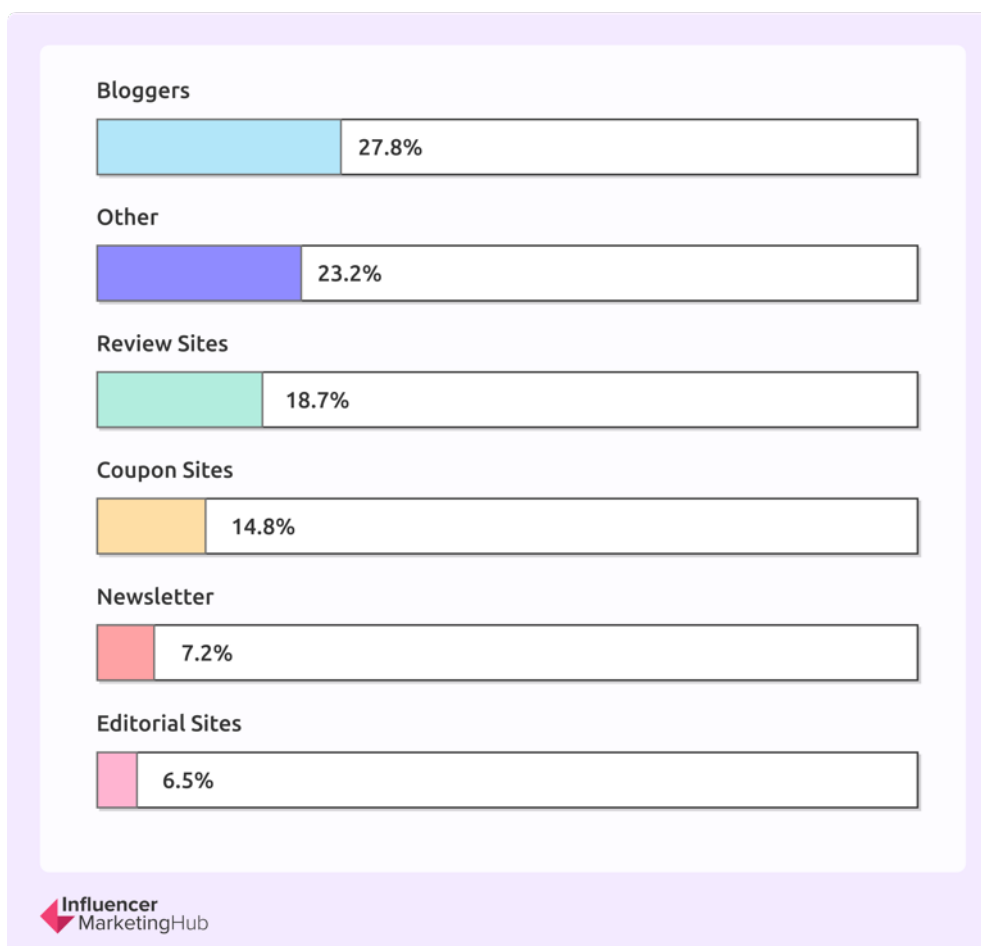 Bloggers
27.8%
Other
23.2%
Review Sites
18.7%
Coupon Sites
14.8%
Newsletter
7.2%
Editorial Sites
6.5%
Influencer
MarketingHub